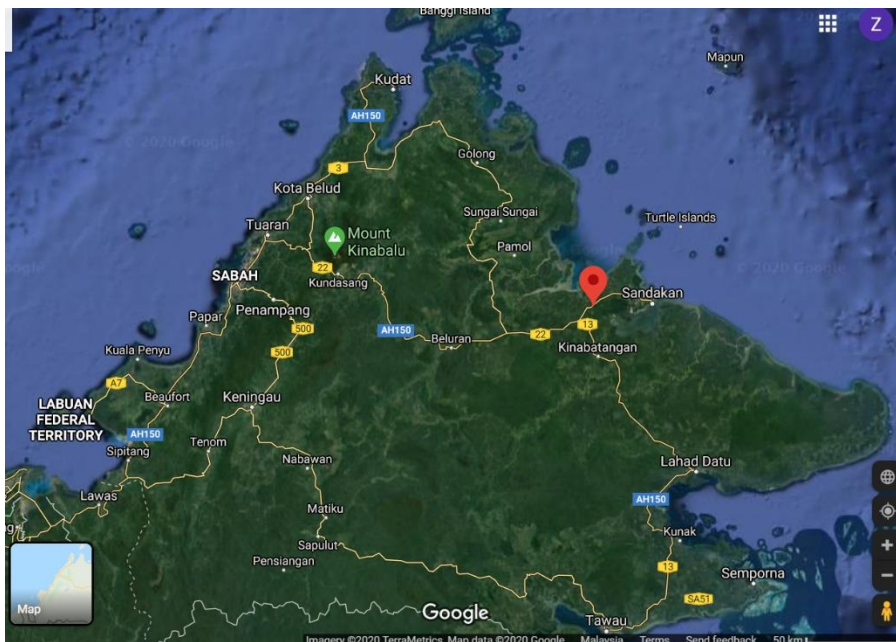 Banggi Island
Z
Mapun
Kudat
AH150
© 2020 Google
Golong
3
Kota Belud
Sungai Sungai
Turtle Islands
Tuaran
Mount
Kinabalu
Pamol
22
SABAH
Kundasang
Sandakan
Penampang
Papar
500
AH150
22
13
Beluran
Kinabatangan
Kuala Penyu
500
A7
Beaufort
Keningau
LABUAN
FEDERAL
TERRITORY
AH150
Tenom
Sipitang
Nabawan
Lahad Datu
Lawas
AH150
Matiku
Sapulut
Kunak
Pensiangan
13
Semporna
SA51
Map
Google
Tawau
Imagery ©2020 TerraMetrics, Map data ©2020 Google Malaysia Terms Send feedback 50 km